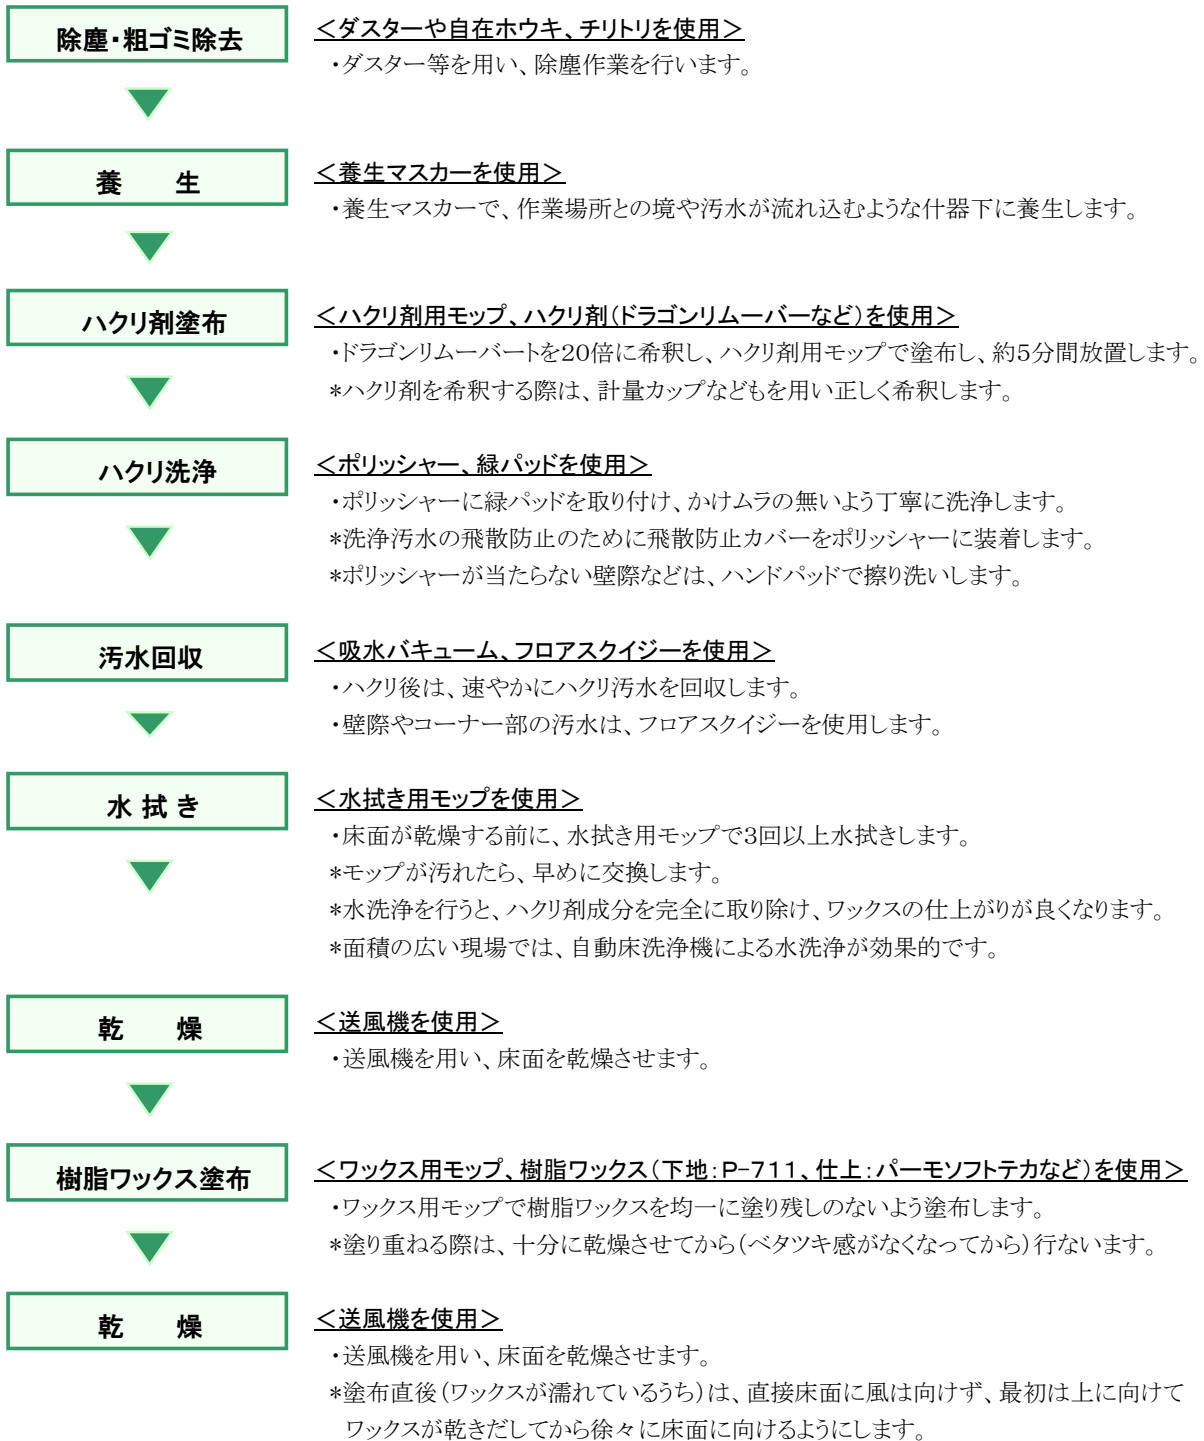 除塵・粗ゴミ除去
＜ダスターや自在ホウキ、チリトリを使用＞
・ダスター等を用い、除塵作業を行います。
養　　生
＜養生マスカーを使用＞
・養生マスカーで、作業場所との境や汚水が流れ込むような什器下に養生します。
ハクリ剤塗布
＜ハクリ剤用モップ、ハクリ剤（ドラゴンリムーバーなど）を使用＞
・ドラゴンリムーバートを20倍に希釈し、ハクリ剤用モップで塗布し、約5分間放置します。
*ハクリ剤を希釈する際は、計量カップなどもを用い正しく希釈します。
ハクリ洗浄
＜ポリッシャー、緑パッドを使用＞
・ポリッシャーに緑パッドを取り付け、かけムラの無いよう丁寧に洗浄します。
*洗浄汚水の飛散防止のために飛散防止カバーをポリッシャーに装着します。
*ポリッシャーが当たらない壁際などは、ハンドパッドで擦り洗いします。
汚水回収
＜吸水バキューム、フロアスクイジーを使用＞
・ハクリ後は、速やかにハクリ汚水を回収します。
・壁際やコーナー部の汚水は、フロアスクイジーを使用します。
水 拭 き
＜水拭き用モップを使用＞
・床面が乾燥する前に、水拭き用モップで3回以上水拭きします。
*モップが汚れたら、早めに交換します。
*水洗浄を行うと、ハクリ剤成分を完全に取り除け、ワックスの仕上がりが良くなります。
*面積の広い現場では、自動床洗浄機による水洗浄が効果的です。
乾　　燥
＜送風機を使用＞
・送風機を用い、床面を乾燥させます。
樹脂ワックス塗布
＜ワックス用モップ、樹脂ワックス（下地：P-711、仕上：パーモソフトテカなど）を使用＞
・ワックス用モップで樹脂ワックスを均一に塗り残しのないよう塗布します。
*塗り重ねる際は、十分に乾燥させてから（ベタツキ感がなくなってから）行ないます。
乾　　燥
＜送風機を使用＞
・送風機を用い、床面を乾燥させます。
*塗布直後（ワックスが濡れているうち）は、直接床面に風は向けず、最初は上に向けて
ワックスが乾きだしてから徐々に床面に向けるようにします。